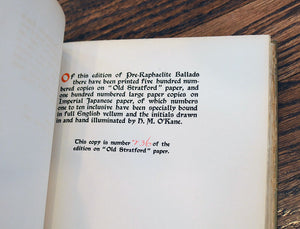 Of this edition of Pre-Raphaelite Ballads
there have been printed five hundred num-
bered copies on "Old Stratford" paper, and
one hundred numbered large paper copies on
Imperial Japanese paper, of which numbers
one to ten inclusive have been specially bound
in full English vellum and the initials drawn
in and hand illuminated by H. M. O'Kane.
This copy is number of the
edition on "Old Stratford" paper.